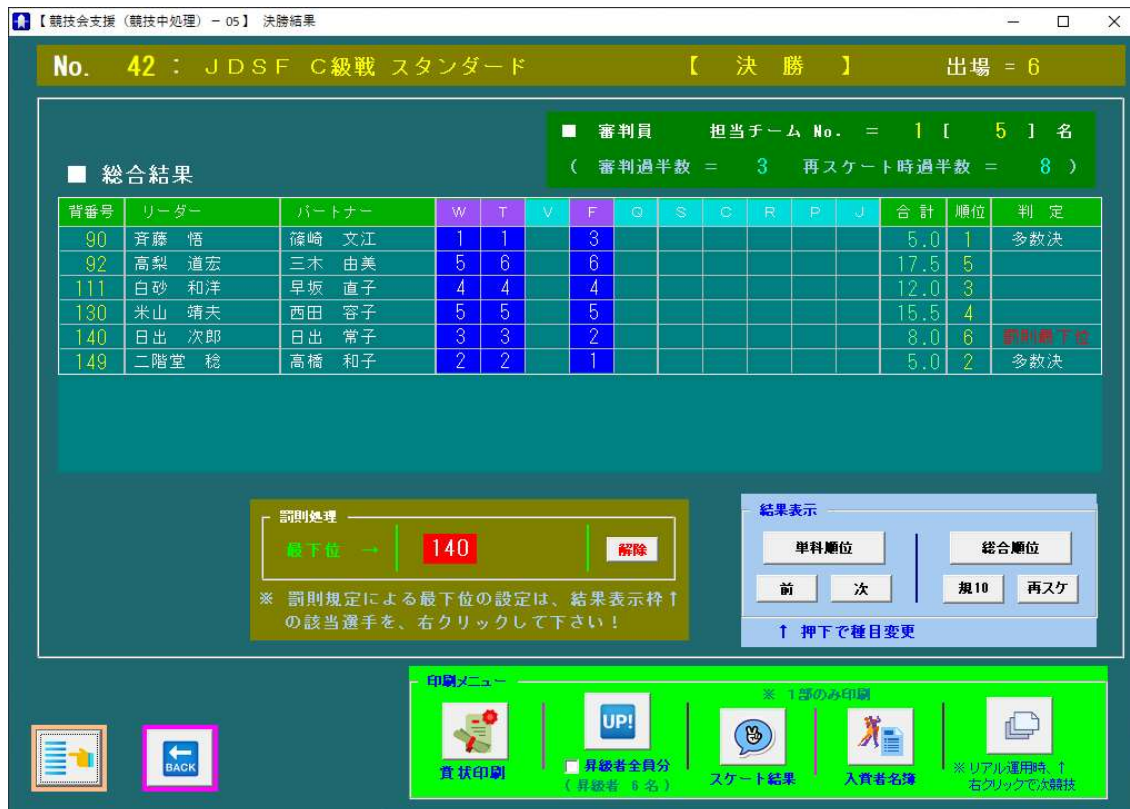 【 競技会支援（競技中処理）－ 05 】 決勝結果
No. 42 : ＪＤＳＦ Ｃ級戦 スタンダード 【 決 勝 】 出場 = 6
■ 審判員 担当チーム No. = 1 [ 5 ] 名
( 審判過半数 = 3 再スケート時過半数 = 8 )
■ 総合結果
背番号 リーダー パートナー W T V F Q S C R P J 合計 順位 判定
90 斉藤 悟 篠崎 文江 1 1 3 5.0 1 多数決
92 高梨 道宏 三木 由美 5 6 6 17.5 5
111 白砂 和洋 早坂 直子 4 4 4 12.0 3
130 米山 靖夫 西田 容子 5 5 5 15.5 4
140 日出 次郎 日出 常子 3 3 2 8.0 6 罰則最下位
149 二階堂 稔 高橋 和子 2 2 1 5.0 2 多数決
罰則処理
最下位 → 140 解除
※ 罰則規定による最下位の設定は、結果表示枠↑
の該当選手を、右クリックして下さい！
結果表示
単科順位 総合順位
前 次 規10 再スケ
↑ 押下で種目変更
印刷メニュー
※ １部のみ印刷
UP!
BACK
賞状印刷 昇級者全員分 スケート結果 入賞者名簿 ※リアル運用時、↑
( 昇級者 6 名 ) 右クリックで次競技